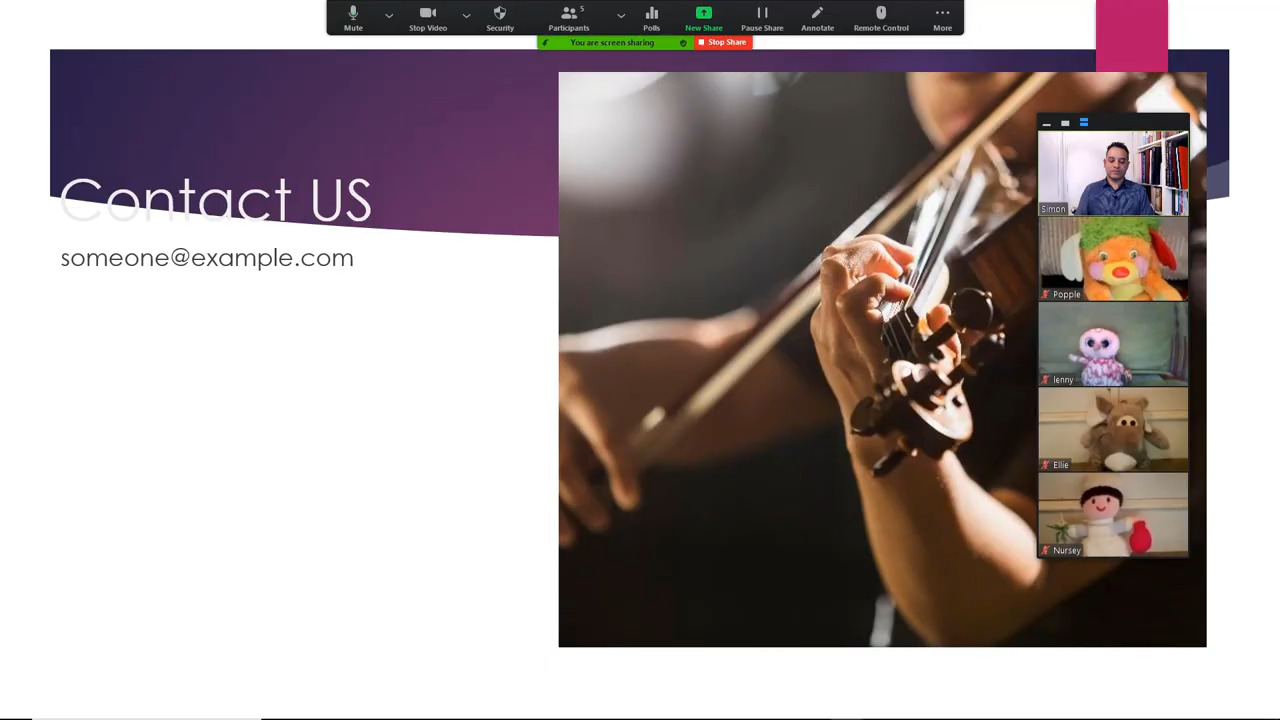 5
Mute
Stop Video
Security
Participants
Polls
New Share
Pause Share
Annotate
Remote Control
More
You are screen sharing
Stop Share
Contact US
someone@example.com
Simon
Popple
lenny
Ellie
Nursey